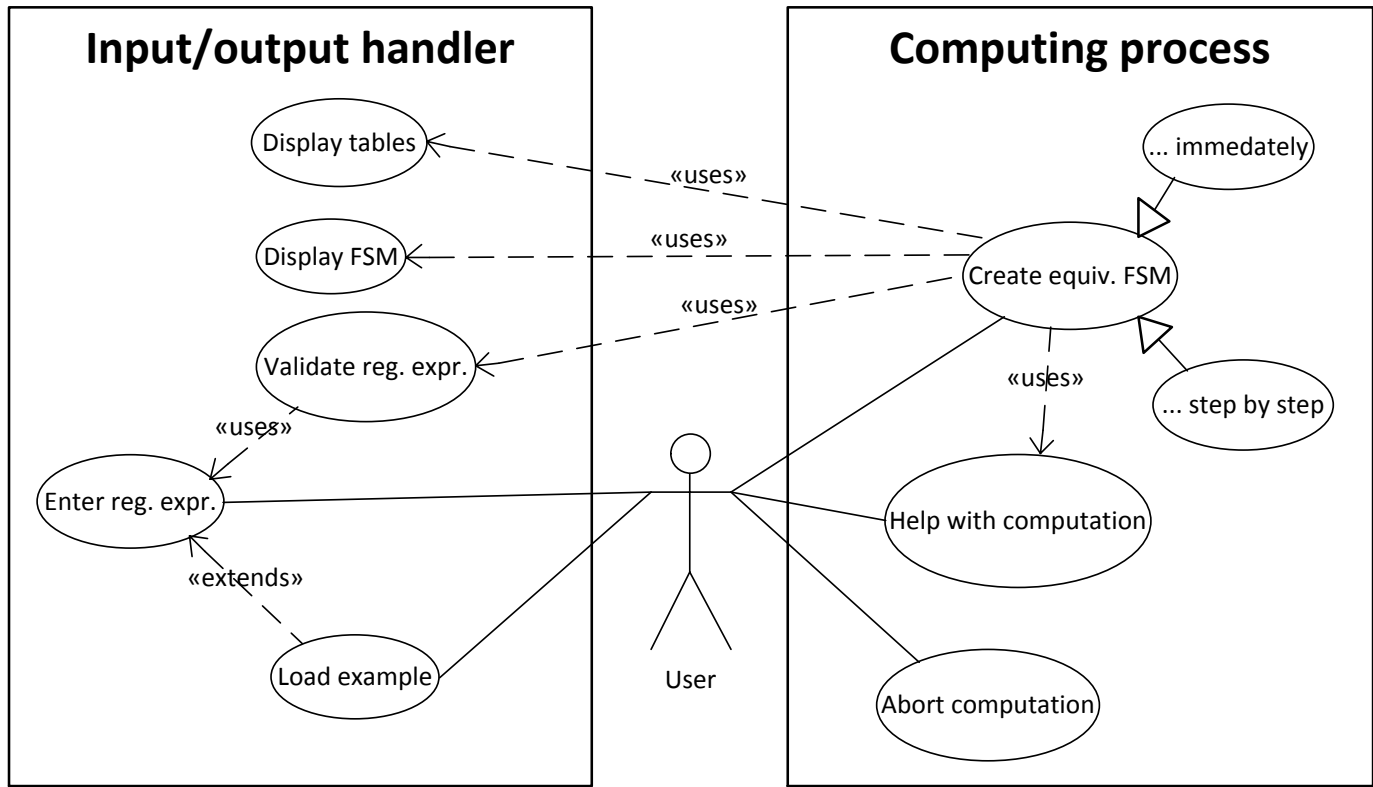 Input/output handler
Display tables
Display FSM
Validate reg. expr.
«uses»
Enter reg. expr.
«extends»
Load example
«uses»
«uses»
«uses»
User
Computing process
... immedately
Create equiv. FSM
«uses»
... step by step
Help with computation
Abort computation